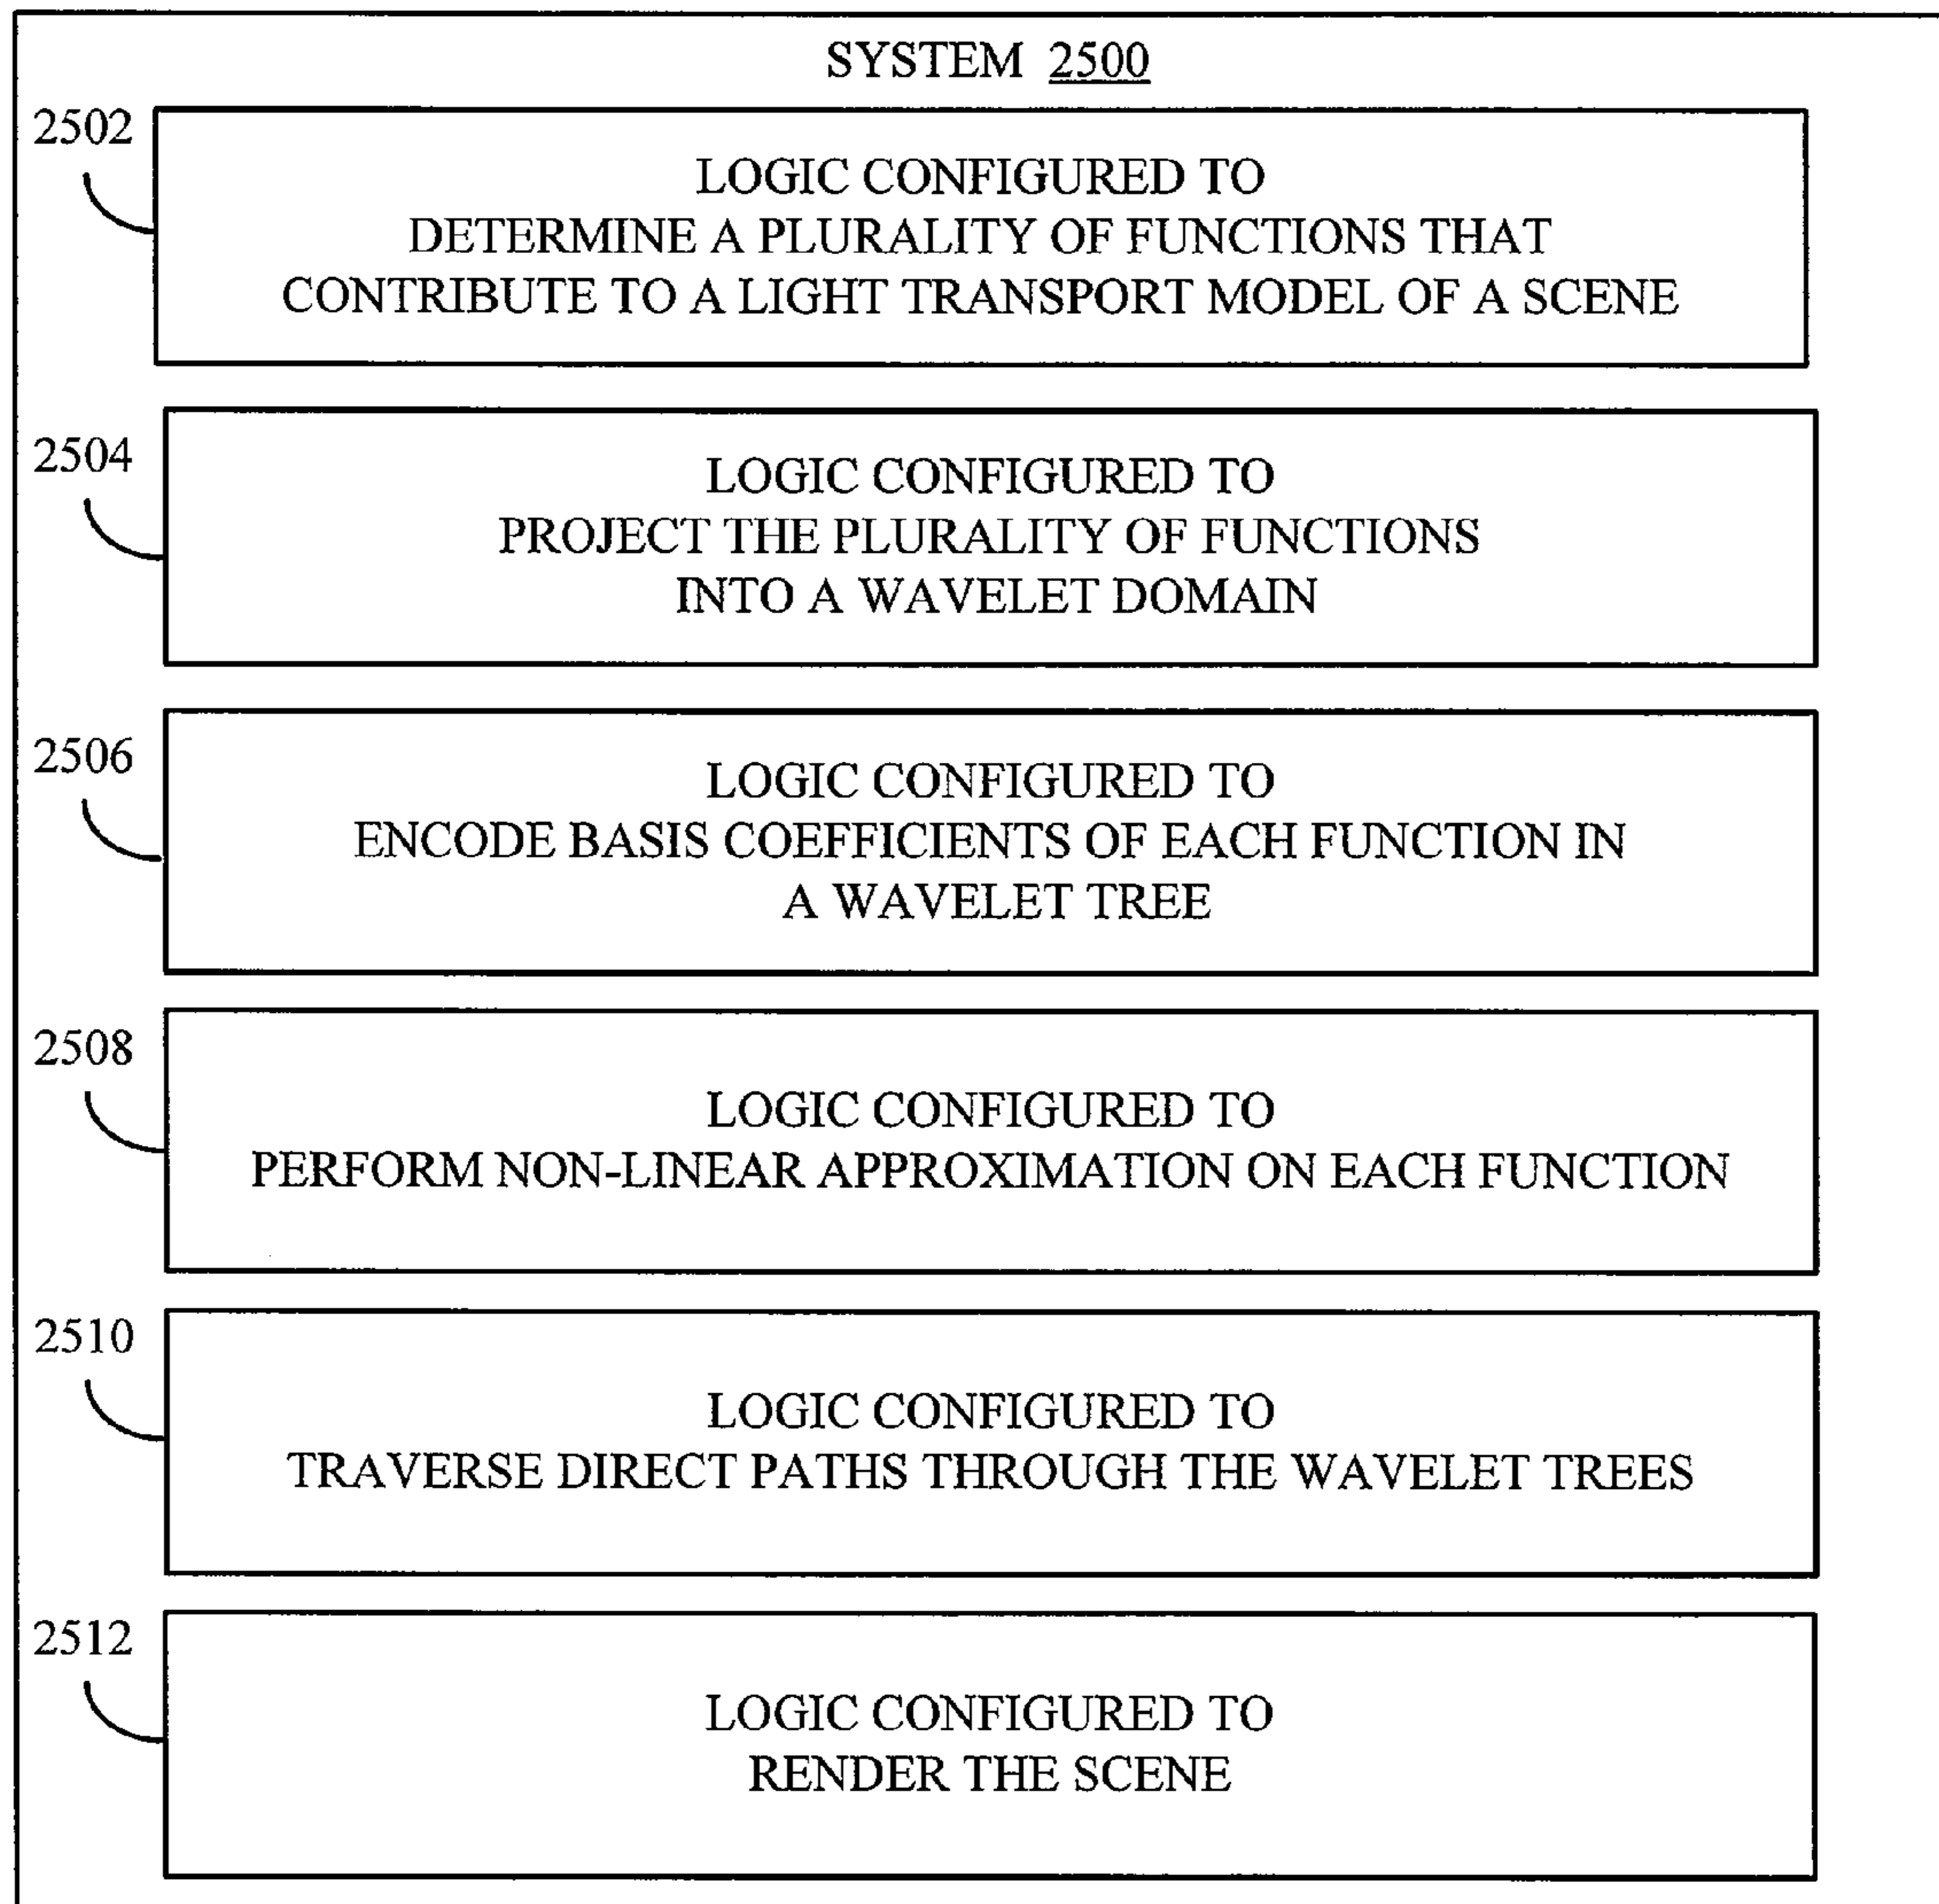 SYSTEM 2500
2502
LOGIC CONFIGURED TO
DETERMINE A PLURALITY OF FUNCTIONS THAT
CONTRIBUTE TO A LIGHT TRANSPORT MODEL OF A SCENE
2504
LOGIC CONFIGURED TO
PROJECT THE PLURALITY OF FUNCTIONS
INTO A WAVELET DOMAIN
2506
LOGIC CONFIGURED TO
ENCODE BASIS COEFFICIENTS OF EACH FUNCTION IN
A WAVELET TREE
2508
LOGIC CONFIGURED TO
PERFORM NON-LINEAR APPROXIMATION ON EACH FUNCTION
2510
LOGIC CONFIGURED TO
TRAVERSE DIRECT PATHS THROUGH THE WAVELET TREES
2512
LOGIC CONFIGURED TO
RENDER THE SCENE